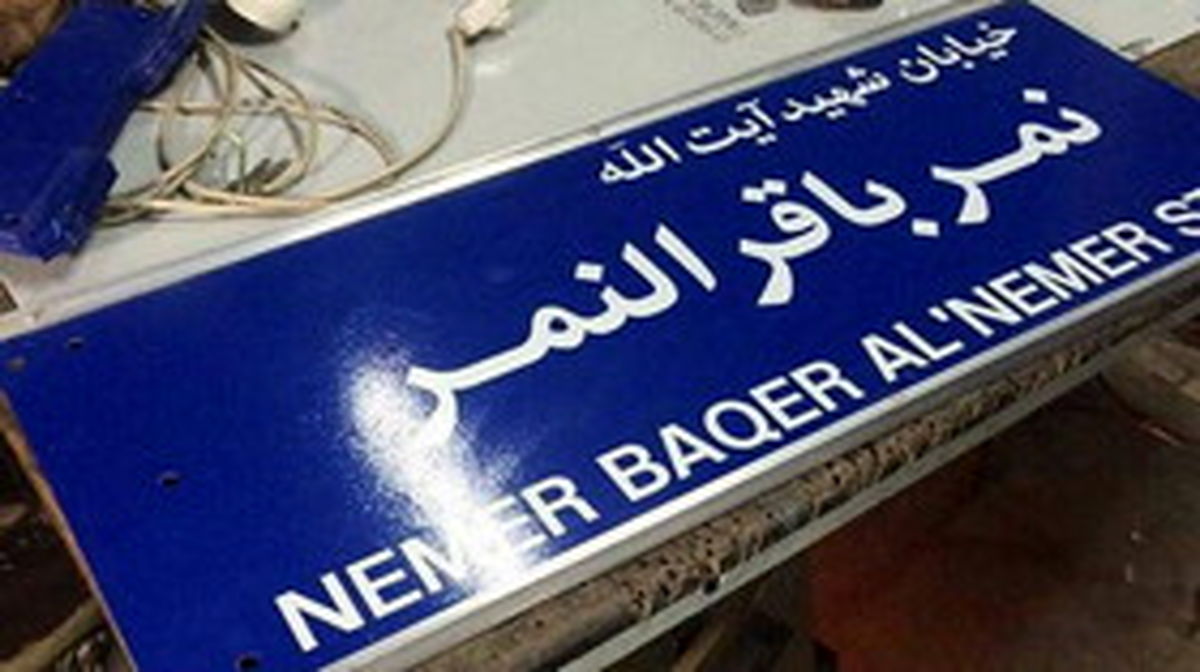 خیابان شهید آیت الله
نمر باقر النمر
NEMER BAQER AL'NEMER ST